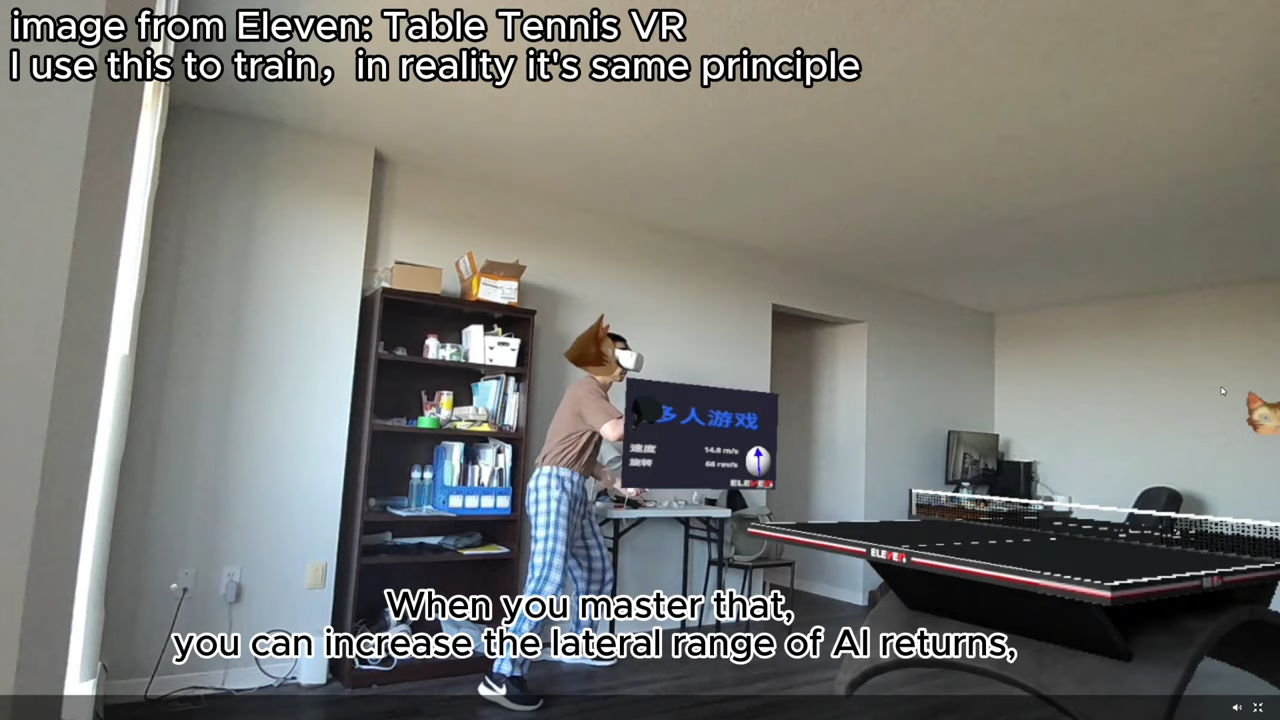 image from Eleven: Table Tennis VR
I use this to train，in reality it's same principle
多人游戏
速度 14.8 m/s
旋转 68 rev/s
ELEVEN
ELEVEN
When you master that,
you can increase the lateral range of AI returns,